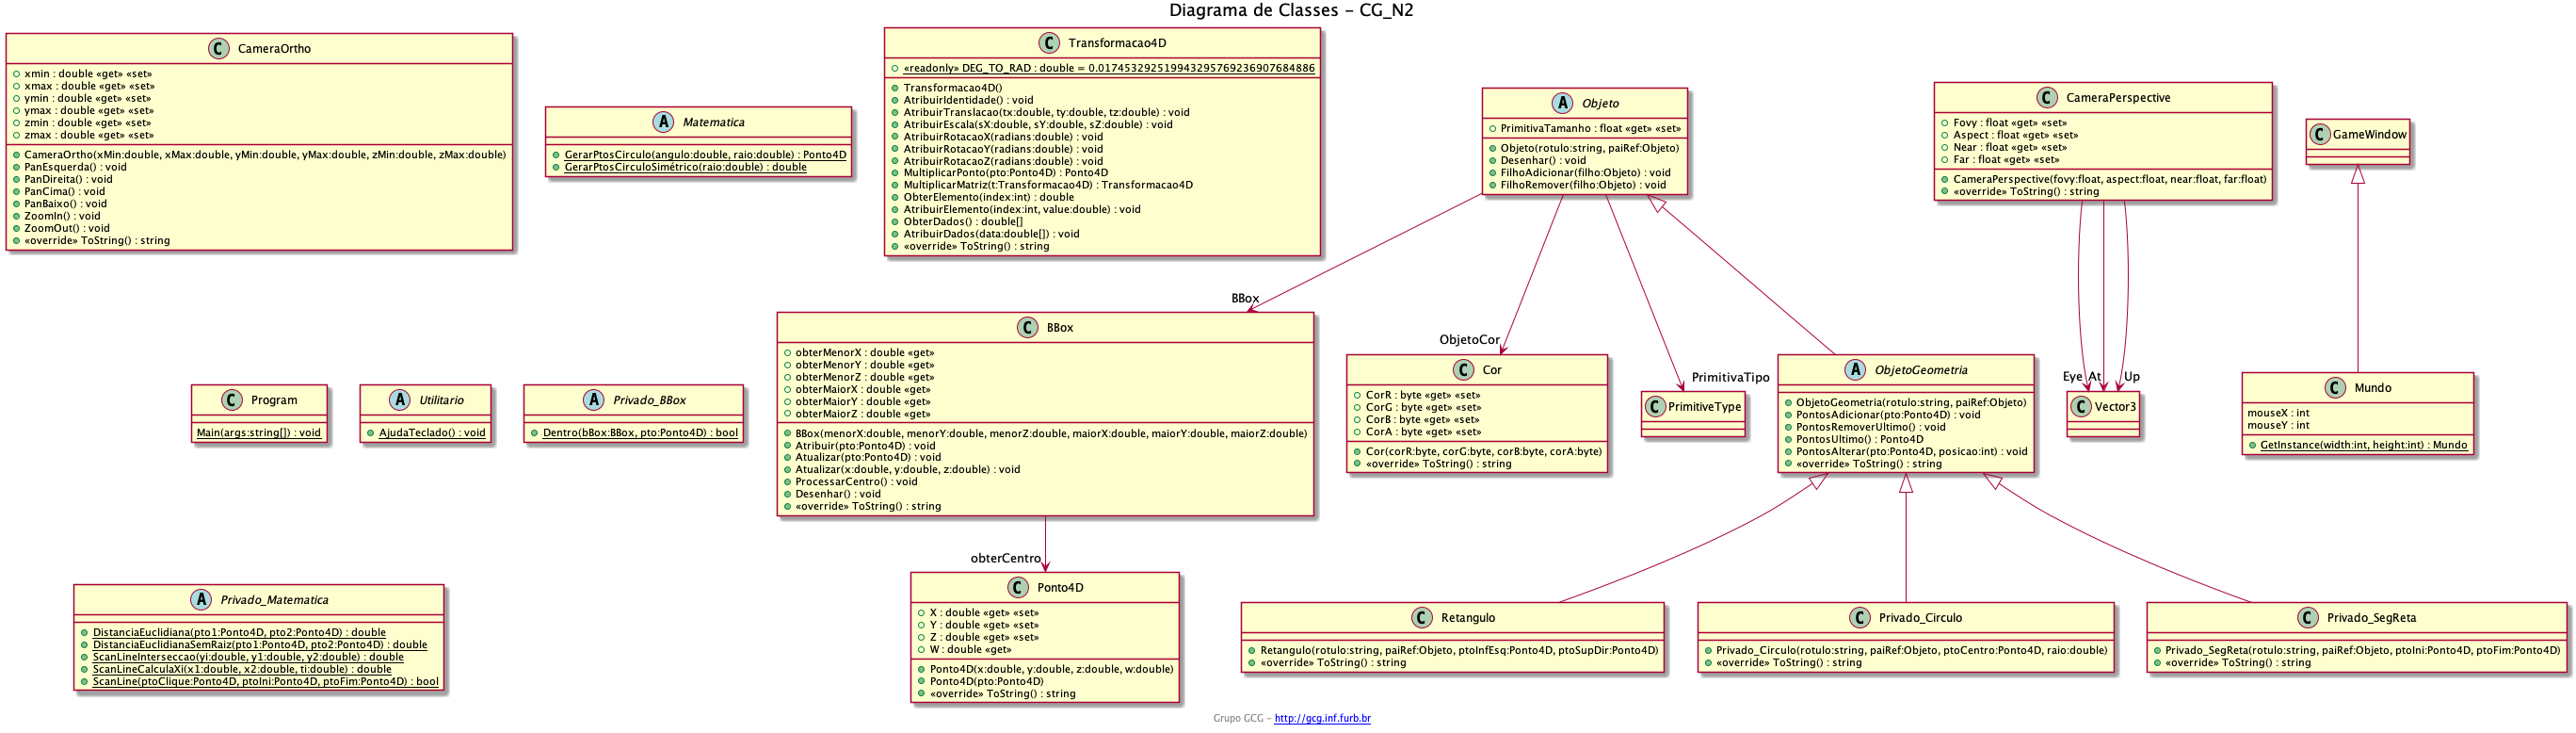 Diagrama de Classes - CG_N2
C CameraOrtho
xmin : double «get» «set»
xmax : double «get» «set»
ymin : double «get» «set»
ymax : double «get» «set»
zmin : double «get» «set»
zmax : double «get» «set»
CameraOrtho(xMin:double, xMax:double, yMin:double, yMax:double, zMin:double, zMax:double)
PanEsquerda() : void
PanDireita() : void
PanCima() : void
PanBaixo() : void
ZoomIn() : void
ZoomOut() : void
«override» ToString() : string
A Matematica
GerarPtosCirculo(angulo:double, raio:double) : Ponto4D
GerarPtosCirculoSimétrico(raio:double) : double
C Transformacao4D
«readonly» DEG_TO_RAD : double = 0.017453292519943295769236907684886
Transformacao4D()
AtribuirIdentidade() : void
AtribuirTranslacao(tx:double, ty:double, tz:double) : void
AtribuirEscala(sX:double, sY:double, sZ:double) : void
AtribuirRotacaoX(radians:double) : void
AtribuirRotacaoY(radians:double) : void
AtribuirRotacaoZ(radians:double) : void
MultiplicarPonto(pto:Ponto4D) : Ponto4D
MultiplicarMatriz(t:Transformacao4D) : Transformacao4D
ObterElemento(index:int) : double
AtribuirElemento(index:int, value:double) : void
ObterDados() : double[]
AtribuirDados(data:double[]) : void
«override» ToString() : string
A Objeto
PrimitivaTamanho : float «get» «set»
Objeto(rotulo:string, paiRef:Objeto)
Desenhar() : void
FilhoAdicionar(filho:Objeto) : void
FilhoRemover(filho:Objeto) : void
C CameraPerspective
Fovy : float «get» «set»
Aspect : float «get» «set»
Near : float «get» «set»
Far : float «get» «set»
CameraPerspective(fovy:float, aspect:float, near:float, far:float)
«override» ToString() : string
C GameWindow
BBox
ObjetoCor
PrimitivaTipo
Eye
At
Up
C Program
Main(args:string[]) : void
A Utilitario
AjudaTeclado() : void
A Privado_BBox
Dentro(bBox:BBox, pto:Ponto4D) : bool
C BBox
obterMenorX : double «get»
obterMenorY : double «get»
obterMenorZ : double «get»
obterMaiorX : double «get»
obterMaiorY : double «get»
obterMaiorZ : double «get»
BBox(menorX:double, menorY:double, menorZ:double, maiorX:double, maiorY:double, maiorZ:double)
Atribuir(pto:Ponto4D) : void
Atualizar(pto:Ponto4D) : void
Atualizar(x:double, y:double, z:double) : void
ProcessarCentro() : void
Desenhar() : void
«override» ToString() : string
C Cor
CorR : byte «get» «set»
CorG : byte «get» «set»
CorB : byte «get» «set»
CorA : byte «get» «set»
Cor(corR:byte, corG:byte, corB:byte, corA:byte)
«override» ToString() : string
C PrimitiveType
A ObjetoGeometria
ObjetoGeometria(rotulo:string, paiRef:Objeto)
PontosAdicionar(pto:Ponto4D) : void
PontosRemoverUltimo() : void
PontosUltimo() : Ponto4D
PontosAlterar(pto:Ponto4D, posicao:int) : void
«override» ToString() : string
C Vector3
C Mundo
mouseX : int
mouseY : int
GetInstance(width:int, height:int) : Mundo
obterCentro
A Privado_Matematica
DistanciaEuclidiana(pto1:Ponto4D, pto2:Ponto4D) : double
DistanciaEuclidianaSemRaiz(pto1:Ponto4D, pto2:Ponto4D) : double
ScanLineInterseccao(yi:double, y1:double, y2:double) : double
ScanLineCalculaXi(x1:double, x2:double, ti:double) : double
ScanLine(ptoClique:Ponto4D, ptoIni:Ponto4D, ptoFim:Ponto4D) : bool
C Ponto4D
X : double «get» «set»
Y : double «get» «set»
Z : double «get» «set»
W : double «get»
Ponto4D(x:double, y:double, z:double, w:double)
Ponto4D(pto:Ponto4D)
«override» ToString() : string
C Retangulo
Retangulo(rotulo:string, paiRef:Objeto, ptoInfEsq:Ponto4D, ptoSupDir:Ponto4D)
«override» ToString() : string
C Privado_Circulo
Privado_Circulo(rotulo:string, paiRef:Objeto, ptoCentro:Ponto4D, raio:double)
«override» ToString() : string
C Privado_SegReta
Privado_SegReta(rotulo:string, paiRef:Objeto, ptoIni:Ponto4D, ptoFim:Ponto4D)
«override» ToString() : string
Grupo GCG - http://gcg.inf.furb.br